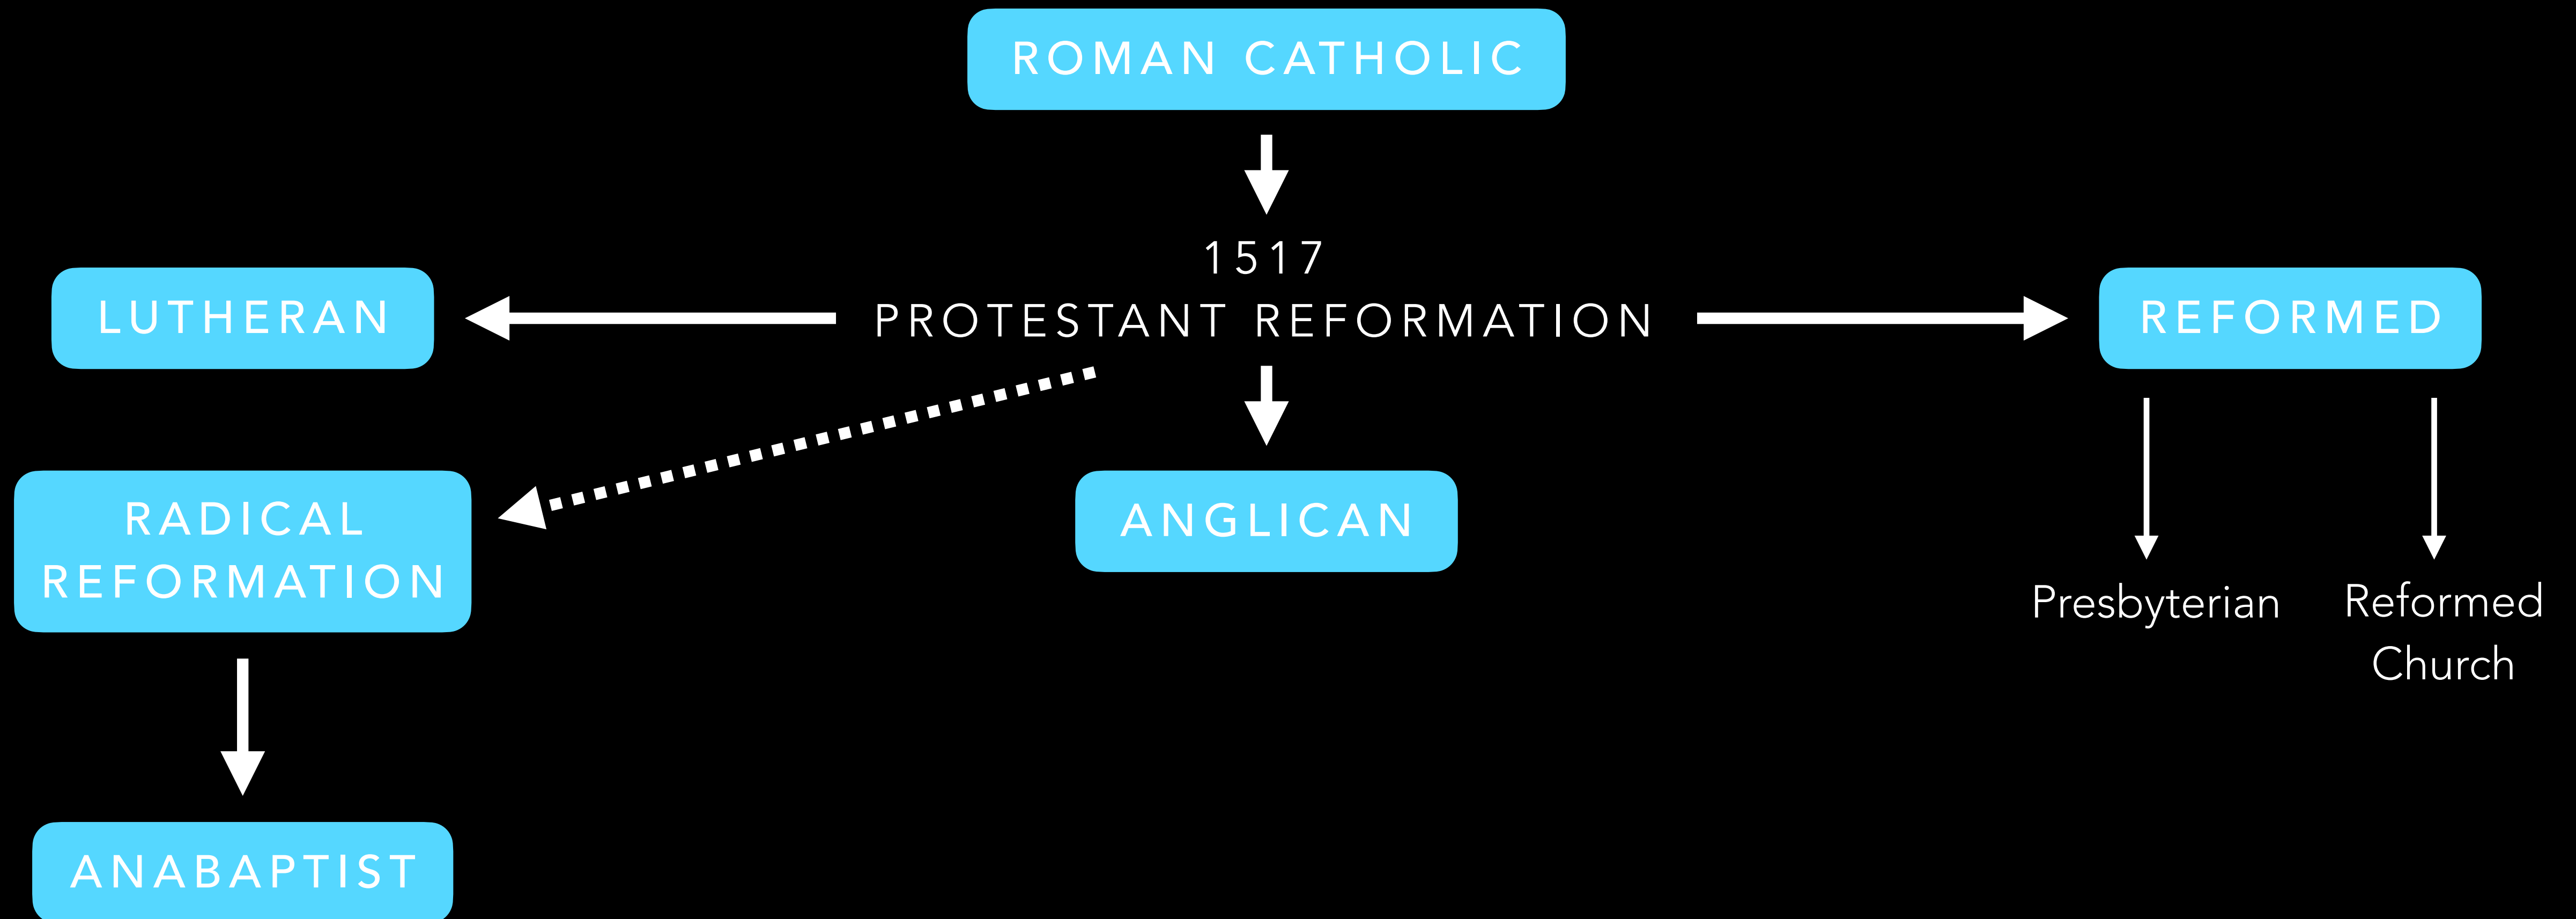 ROMAN CATHOLIC
1517
PROTESTANT REFORMATION
LUTHERAN
REFORMED
RADICAL
REFORMATION
ANGLICAN
Presbyterian
Reformed
Church
ANABAPTIST